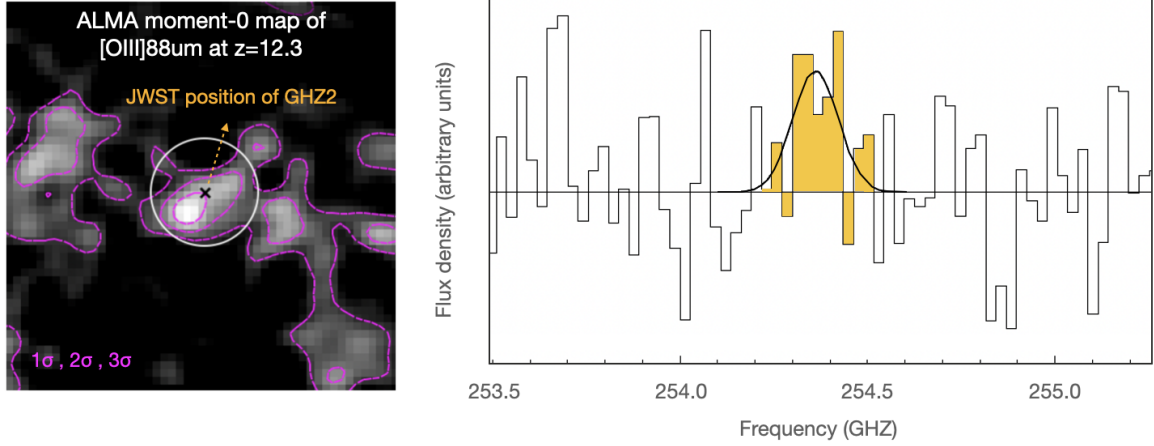 ALMA moment-0 map of
[OIII]88um at z=12.3
JWST position of GHZ2
1σ , 2σ , 3σ
Flux density (arbitrary units)
253.5 254.0 254.5 255.0
Frequency (GHZ)